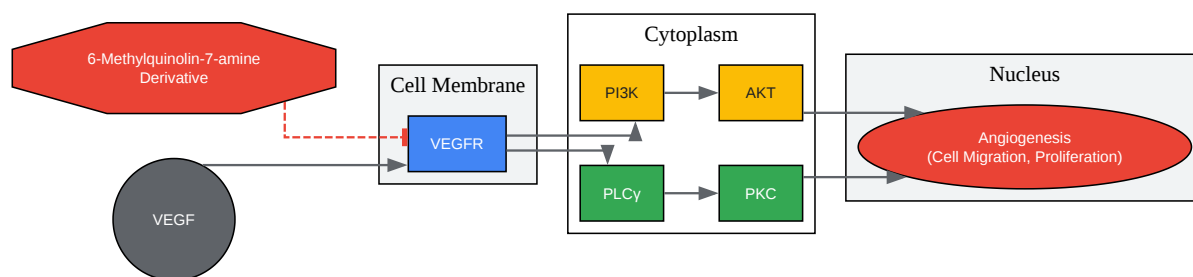 6-Methylquinolin-7-amine
Derivative
VEGF
Cell Membrane
VEGFR
Cytoplasm
PI3K
AKT
PLCγ
PKC
Nucleus
Angiogenesis
(Cell Migration, Proliferation)